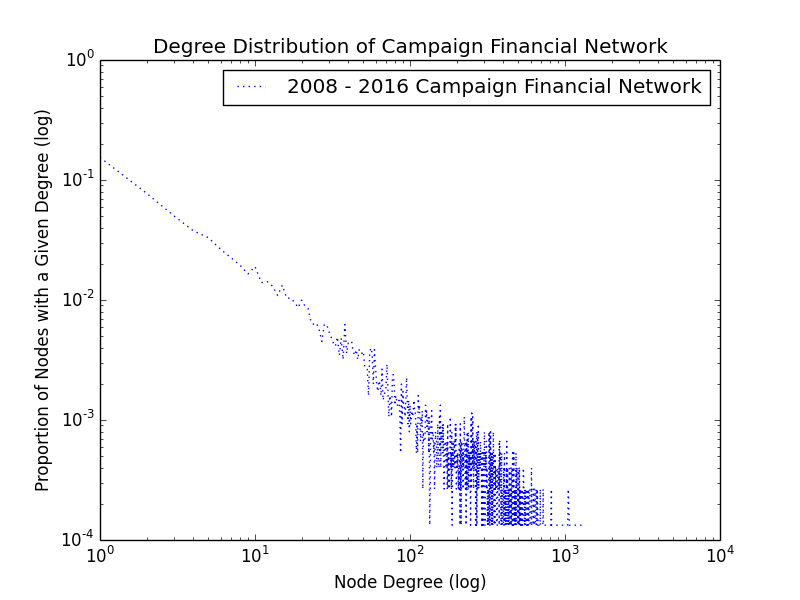 Degree Distribution of Campaign Financial Network
2008 - 2016 Campaign Financial Network
Proportion of Nodes with a Given Degree (log)
10^0
10^-1
10^-2
10^-3
10^-4
10^0 10^1 10^2 10^3 10^4
Node Degree (log)